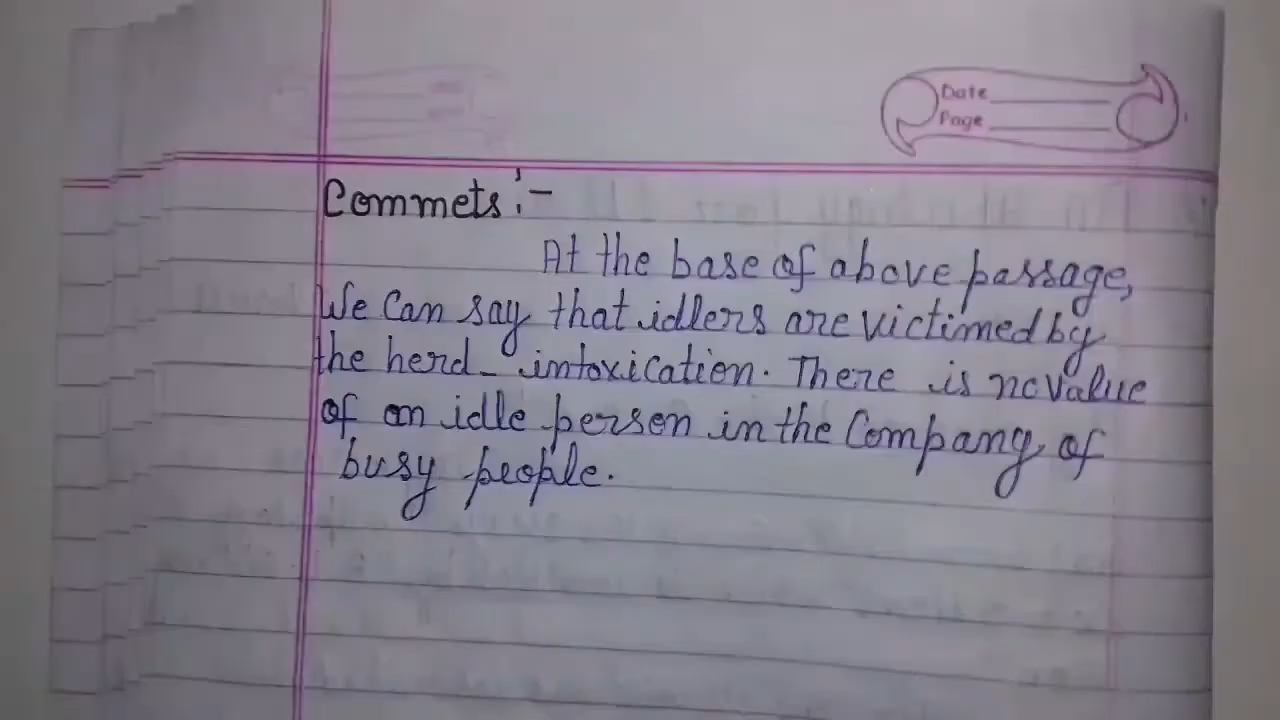 Date
Page
Commets:-
At the base of above passage,
We Can say that idlers are victimed by
the herd- intoxication. There is no value
of an idle person in the Company of
busy people.